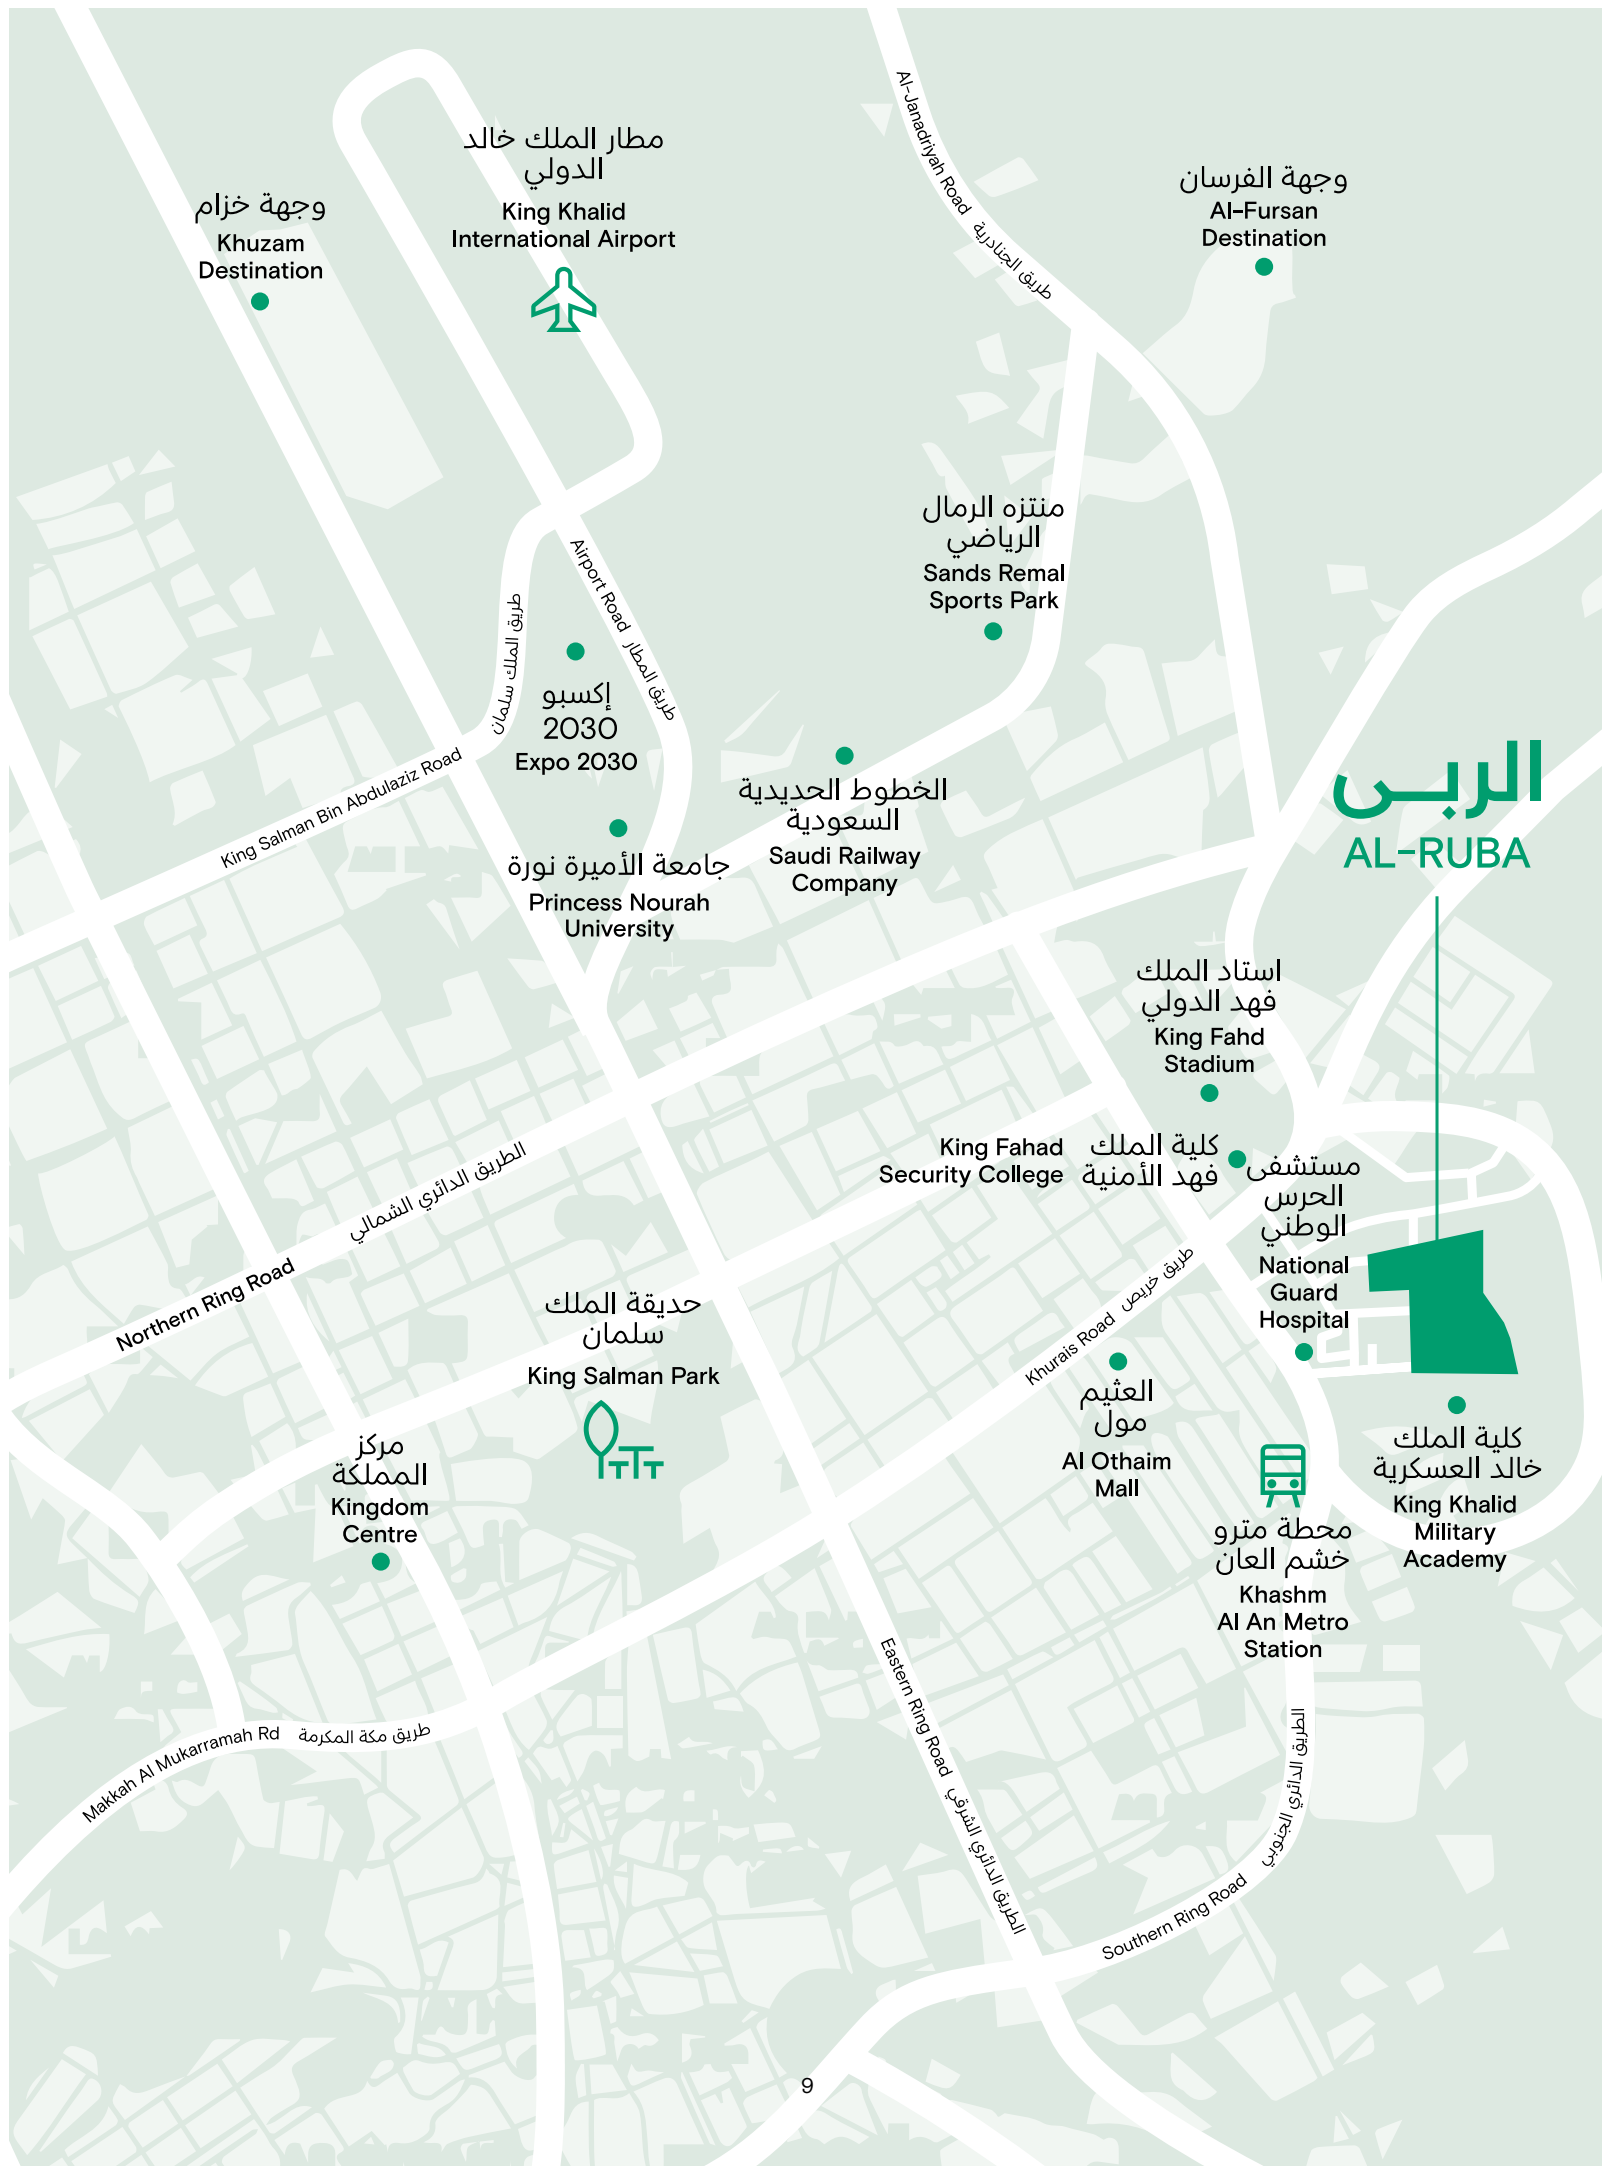 Al-Janadriyah Road طريق الجنادرية
مطار الملك خالد
الدولي
King Khalid
International Airport
وجهة خزام
Khuzam
Destination
وجهة الفرسان
Al-Fursan
Destination
منتزه الرمال
الرياضي
Sands Remal
Sports Park
Airport Road طريق المطار
طريق الملك سلمان
King Salman Bin Abdulaziz Road
إكسبو
2030
Expo 2030
الخطوط الحديدية
السعودية
Saudi Railway
Company
جامعة الأميرة نورة
Princess Nourah
University
الربــى
AL-RUBA
استاد الملك
فهد الدولي
King Fahd
Stadium
كلية الملك
فهد الأمنية
King Fahad
Security College
مستشفى
الحرس
الوطني
National
Guard
Hospital
Northern Ring Road الطريق الدائري الشمالي
حديقة الملك
سلمان
King Salman Park
Khurais Road طريق خريص
العثيم
مول
Al Othaim
Mall
مركز
المملكة
Kingdom
Centre
كلية الملك
خالد العسكرية
King Khalid
Military
Academy
محطة مترو
خشم العان
Khashm
Al An Metro
Station
Makkah Al Mukarramah Rd طريق مكة المكرمة
Eastern Ring Road الطريق الدائري الشرقي
Southern Ring Road الطريق الدائري الجنوبي
9